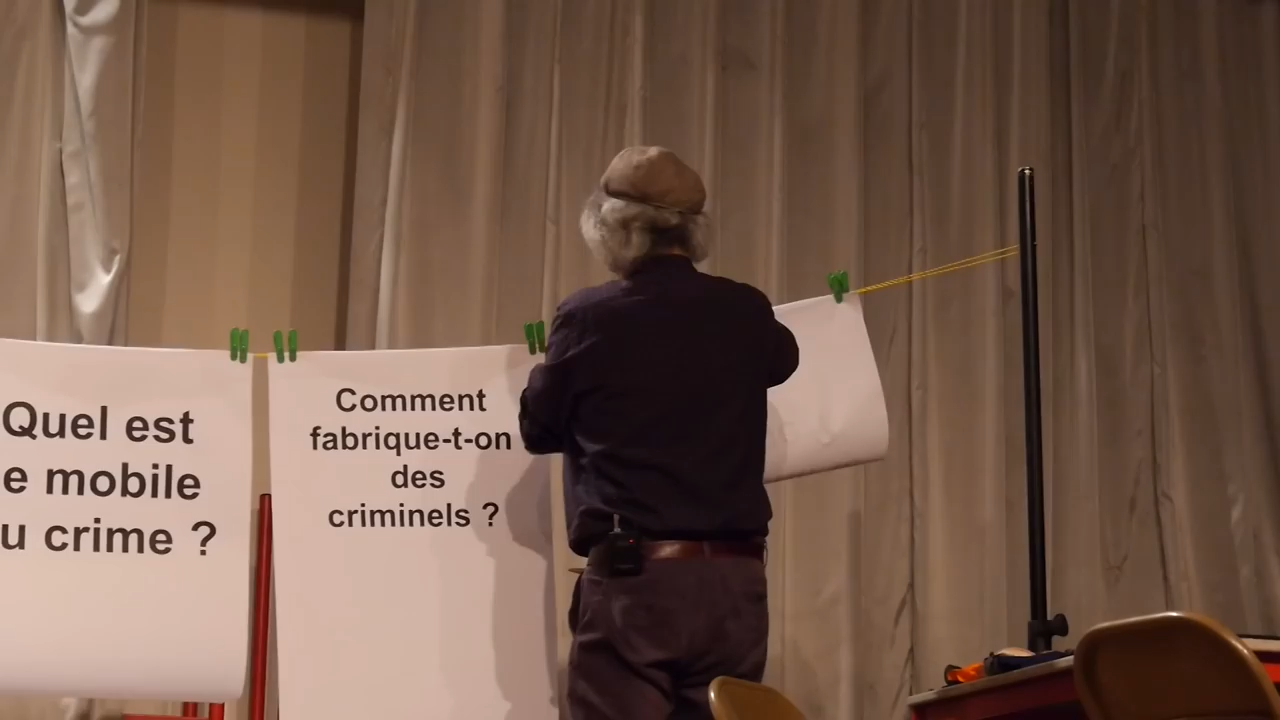 Quel est
e mobile
u crime ?
Comment
fabrique-t-on
des
criminels ?